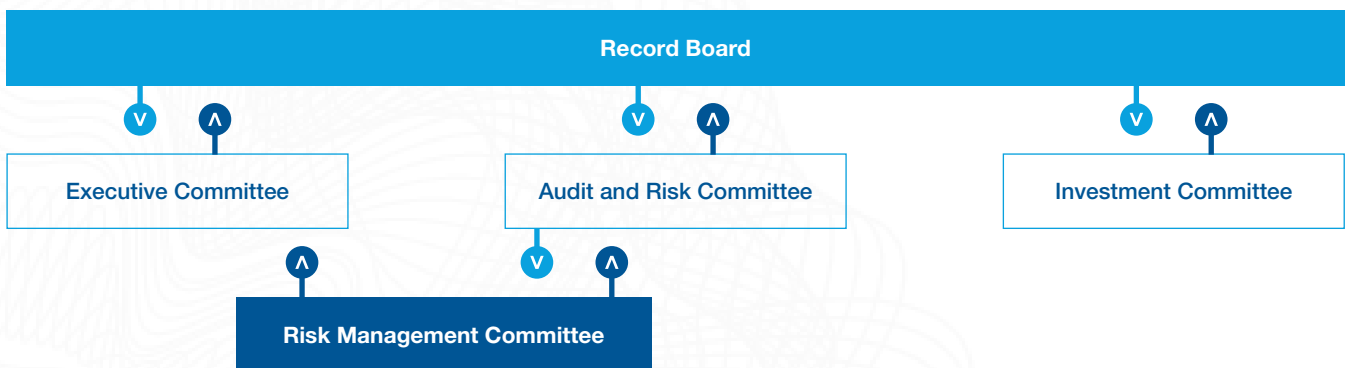 Record Board
Executive Committee
Audit and Risk Committee
Investment Committee
Risk Management Committee